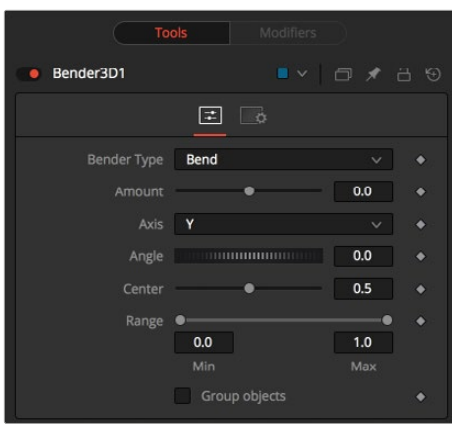 Tools Modifiers
Bender3D1
Bender Type Bend
Amount 0.0
Axis Y
Angle 0.0
Center 0.5
Range
0.0 1.0
Min Max
Group objects